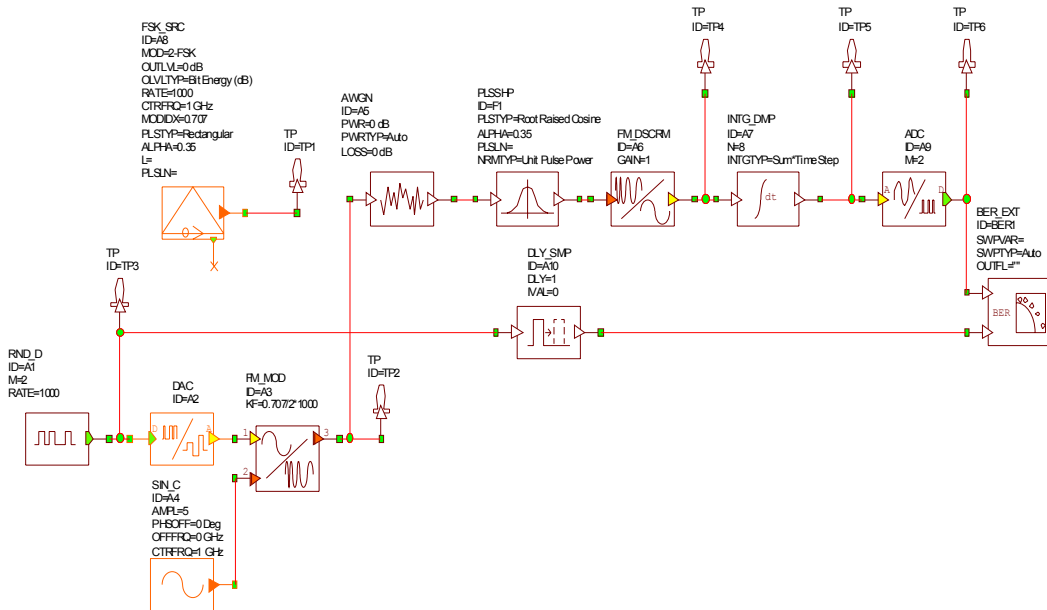 FSK_SRC
ID=A8
MOD=2-FSK
OUTLVL=0 dB
OLVLTYP=Bit Energy (dB)
RATE=1000
CTRFRQ=1 GHz
MODIDX=0.707
PLSTYP=Rectangular
ALPHA=0.35
L=
PLSLN=
TP
ID=TP1
TP
ID=TP4
TP
ID=TP5
TP
ID=TP6
AWGN
ID=A5
PWR=0 dB
PWRTYP=Auto
LOSS=0 dB
PLSSHP
ID=F1
PLSTYP=Root Raised Cosine
ALPHA=0.35
PLSLN=
NRMTYP=Unit Pulse Power
FM_DSCRM
ID=A6
GAIN=1
INTG_DMP
ID=A7
N=8
INTGTYP=Sum*Time Step
dt
ADC
ID=A9
M=2
A
D
BER_EXT
ID=BER1
SWPVAR=
SWPTYP=Auto
OUTFL=""
BER
TP
ID=TP3
DLY_SMP
ID=A10
DLY=1
IVAL=0
RND_D
ID=A1
M=2
RATE=1000
DAC
ID=A2
D
A
FM_MOD
ID=A3
KF=0.707/2*1000
1
2
3
TP
ID=TP2
SIN_C
ID=A4
AMPL=5
PHSOFF=0 Deg
OFFFRQ=0 GHz
CTRFRQ=1 GHz